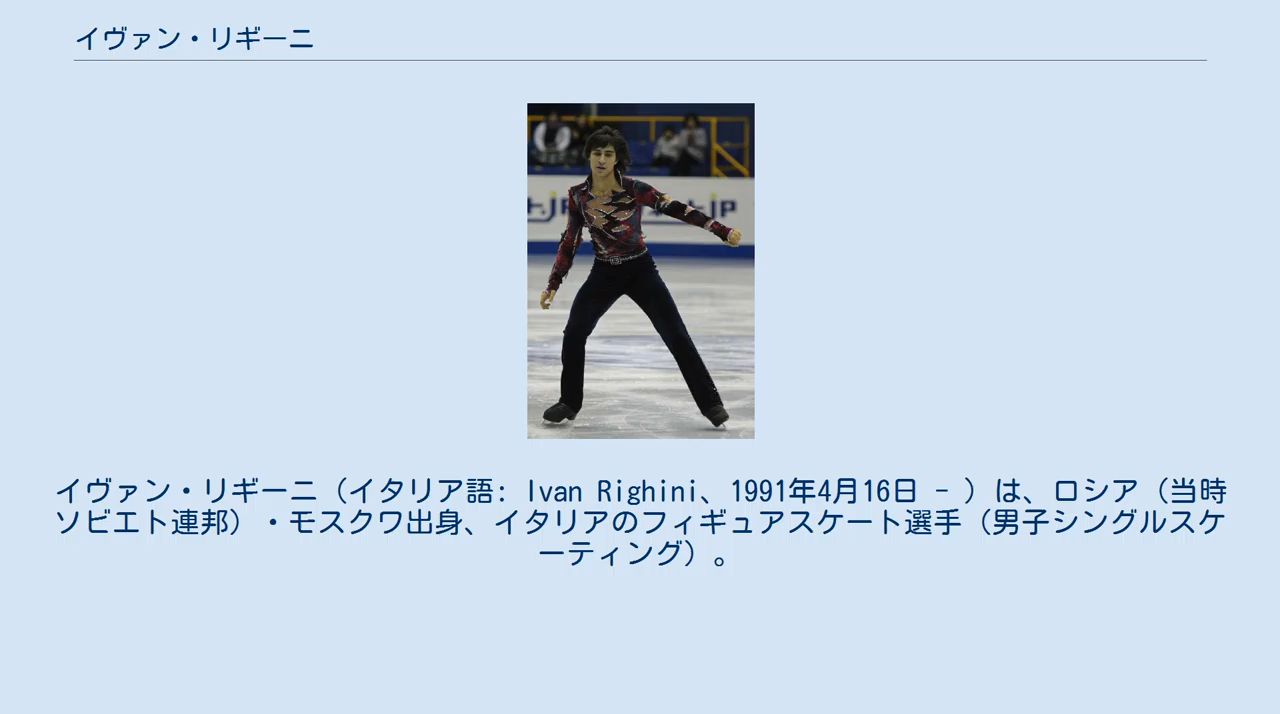 イヴァン・リギーニ
イヴァン・リギーニ（イタリア語: Ivan Righini、1991年4月16日 - ）は、ロシア（当時
ソビエト連邦）・モスクワ出身、イタリアのフィギュアスケート選手（男子シングルスケ
ーティング）。